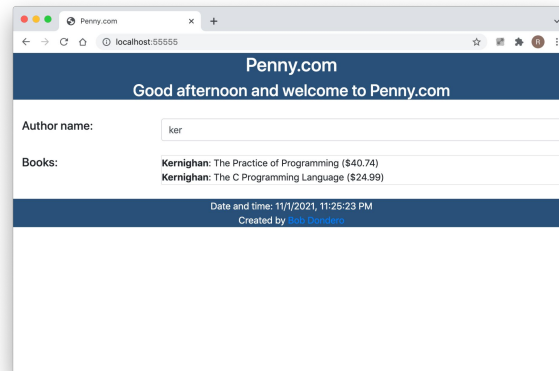 Penny.com
localhost:55555
R
Penny.com
Good afternoon and welcome to Penny.com
Author name:
ker
Books:
Kernighan: The Practice of Programming ($40.74)
Kernighan: The C Programming Language ($24.99)
Date and time: 11/1/2021, 11:25:23 PM
Created by Bob Dondero